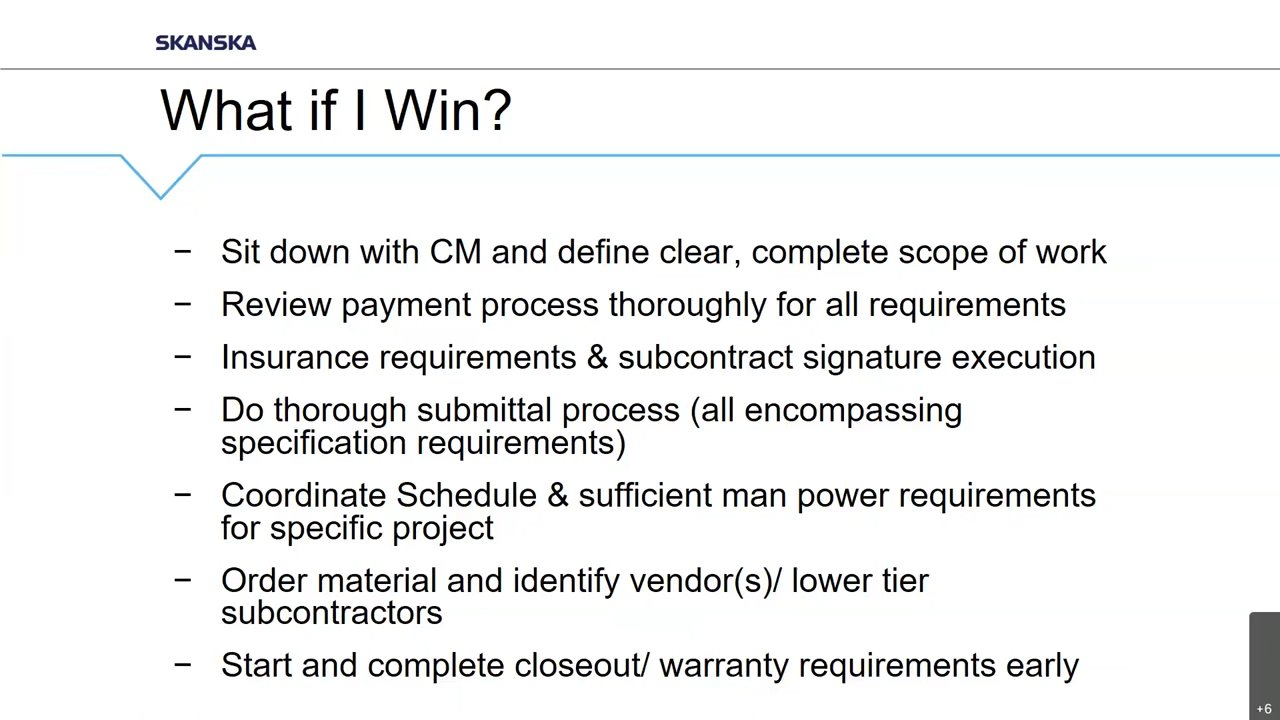 SKANSKA
What if I Win?
− Sit down with CM and define clear, complete scope of work
− Review payment process thoroughly for all requirements
− Insurance requirements & subcontract signature execution
− Do thorough submittal process (all encompassing
specification requirements)
− Coordinate Schedule & sufficient man power requirements
for specific project
− Order material and identify vendor(s)/ lower tier
subcontractors
− Start and complete closeout/ warranty requirements early
+6